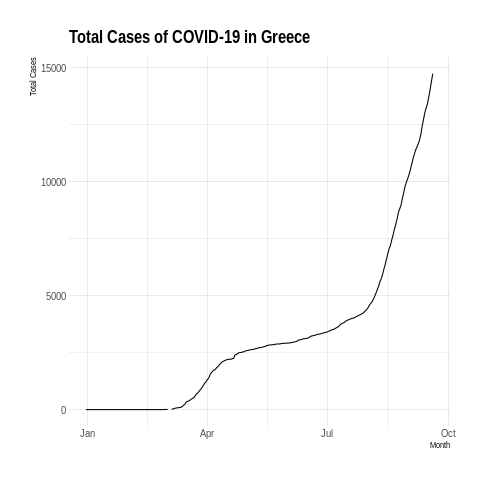 Total Cases of COVID-19 in Greece
Total Cases
15000
10000
5000
0
Jan Apr Jul Oct
Month